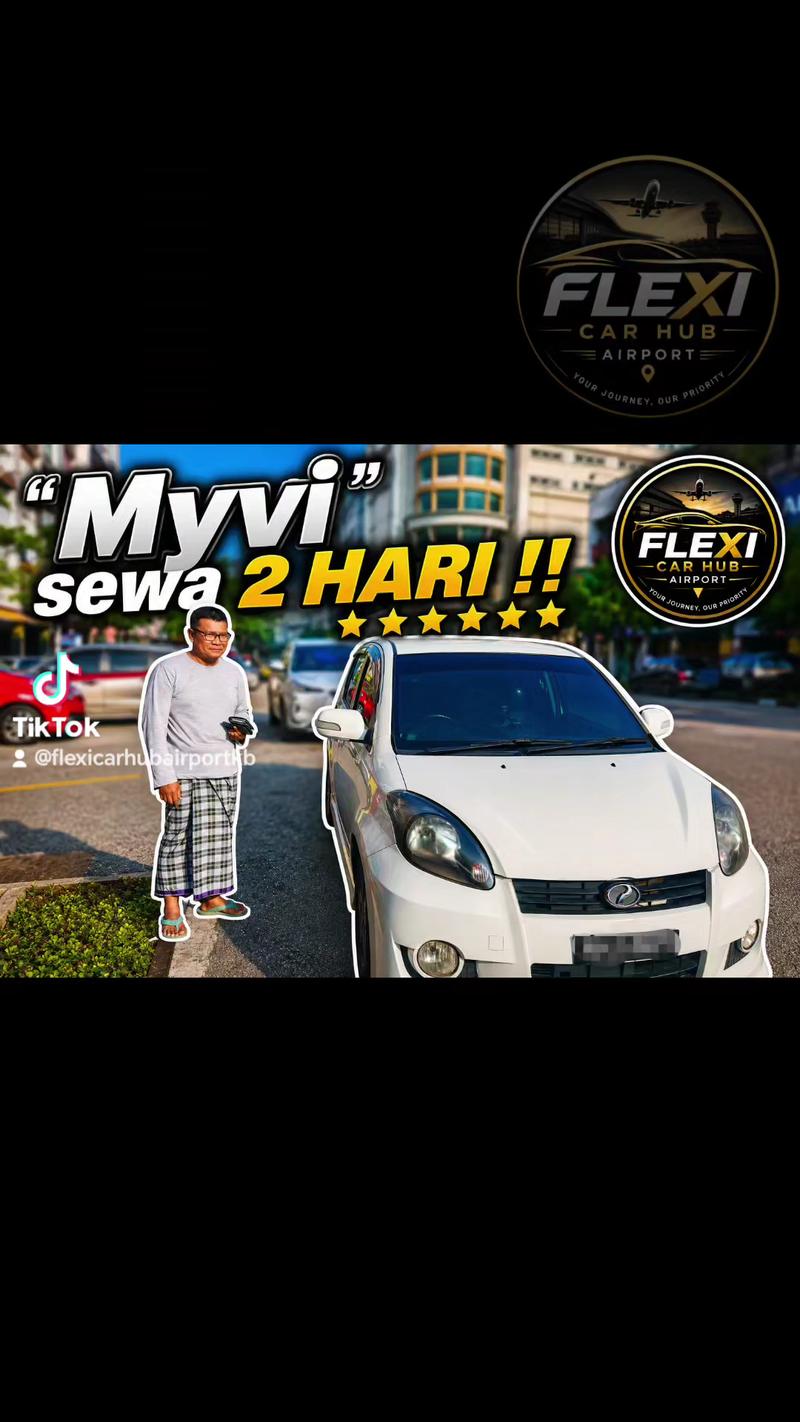 FLEXI
CAR HUB
AIRPORT
YOUR JOURNEY, OUR PRIORITY
“Myvi”
sewa 2 HARI !!
FLEXI
CAR HUB
AIRPORT
YOUR JOURNEY, OUR PRIORITY
TikTok
@flexicarhubairportkb